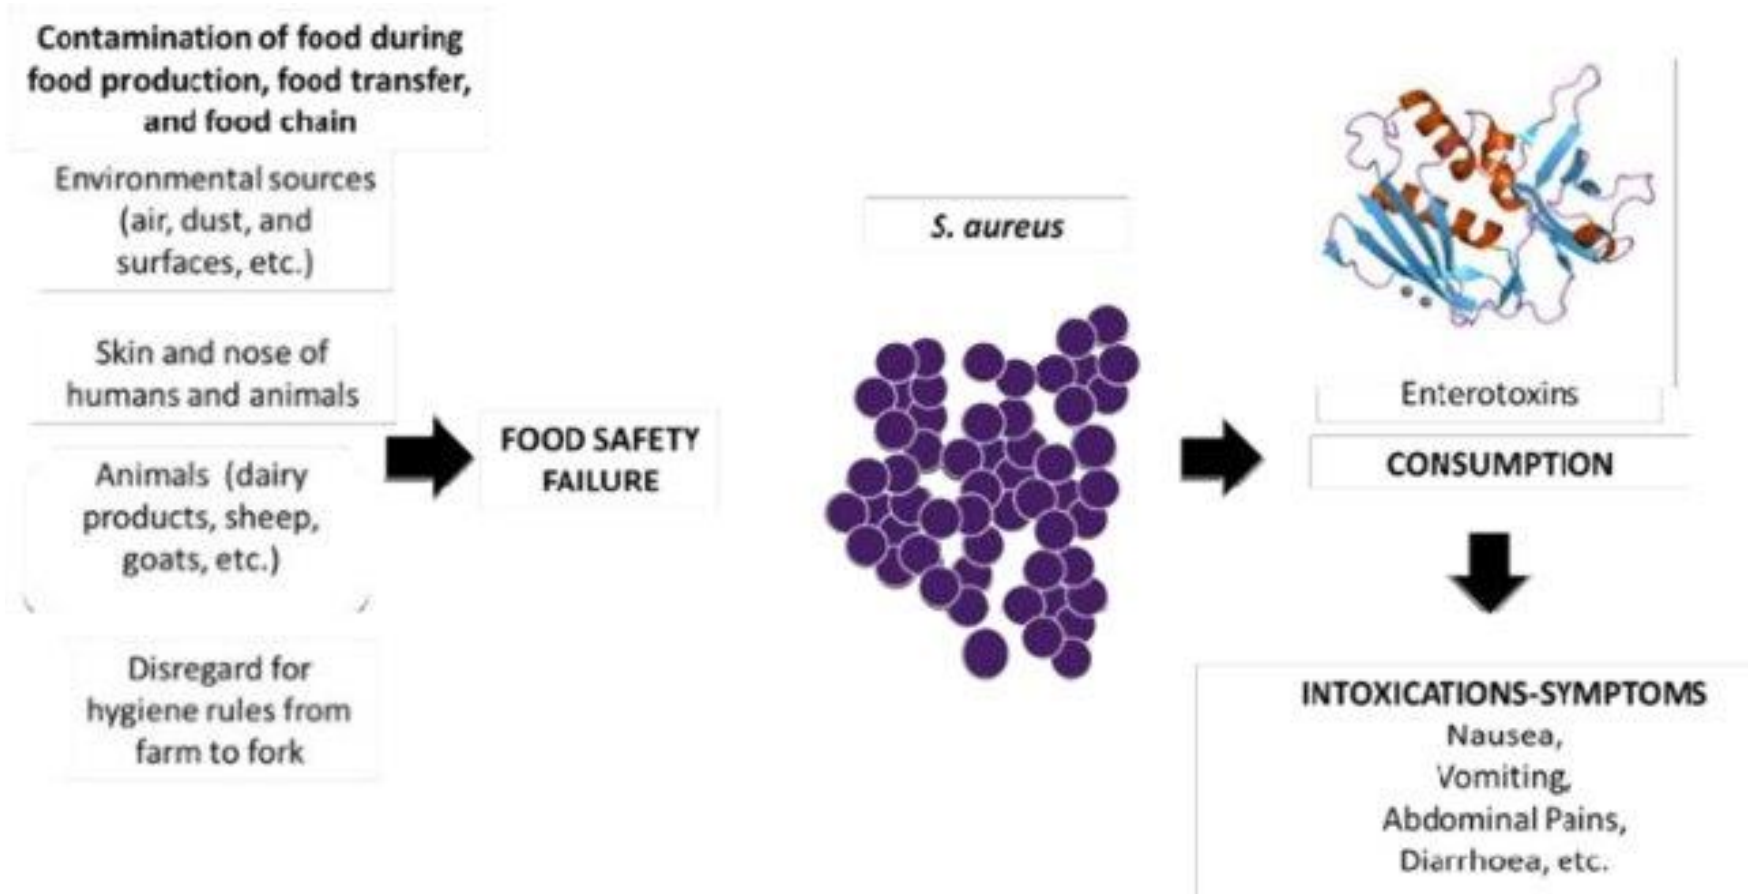 Contamination of food during
food production, food transfer,
and food chain
Environmental sources
(air, dust, and
surfaces, etc.)
Skin and nose of
humans and animals
Animals (dairy
products, sheep,
goats, etc.)
Disregard for
hygiene rules from
farm to fork
FOOD SAFETY
FAILURE
S. aureus
Enterotoxins
CONSUMPTION
INTOXICATIONS-SYMPTOMS
Nausea,
Vomiting,
Abdominal Pains,
Diarrhoea, etc.